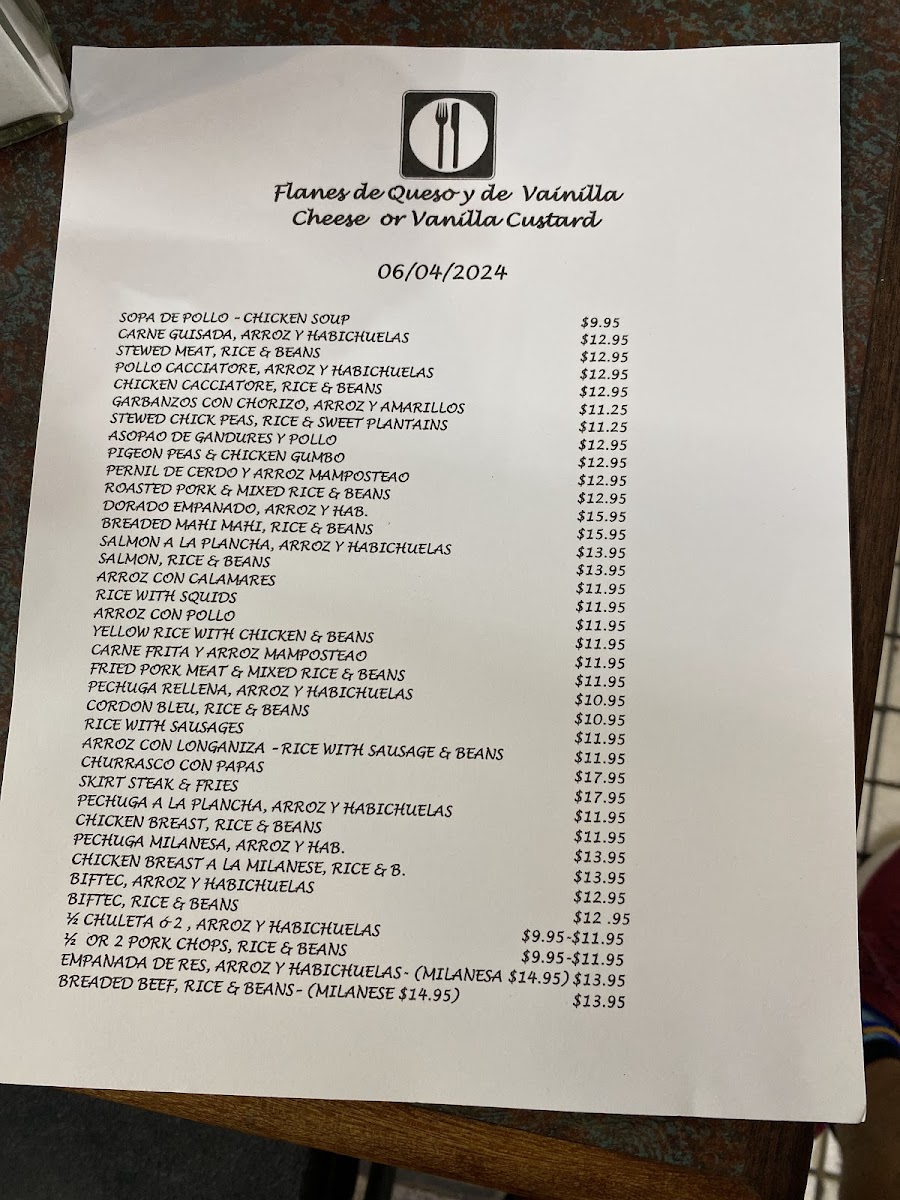 Flanes de Queso y de Vainilla
Cheese or Vanilla Custard
06/04/2024
SOPA DE POLLO - CHICKEN SOUP $9.95
CARNE GUISADA, ARROZ Y HABICHUELAS $12.95
STEWED MEAT, RICE & BEANS $12.95
POLLO CACCIATORE, ARROZ Y HABICHUELAS $12.95
CHICKEN CACCIATORE, RICE & BEANS $12.95
GARBANZOS CON CHORIZO, ARROZ Y AMARILLOS $11.25
STEWED CHICK PEAS, RICE & SWEET PLANTAINS $11.25
ASOPAO DE GANDURES Y POLLO $12.95
PIGEON PEAS & CHICKEN GUMBO $12.95
PERNIL DE CERDO Y ARROZ MAMPOSTEAO $12.95
ROASTED PORK & MIXED RICE & BEANS $12.95
DORADO EMPANADO, ARROZ Y HAB. $15.95
BREADED MAHI MAHI, RICE & BEANS $15.95
SALMON A LA PLANCHA, ARROZ Y HABICHUELAS $13.95
SALMON, RICE & BEANS $13.95
ARROZ CON CALAMARES $11.95
RICE WITH SQUIDS $11.95
ARROZ CON POLLO $11.95
YELLOW RICE WITH CHICKEN & BEANS $11.95
CARNE FRITA Y ARROZ MAMPOSTEAO $11.95
FRIED PORK MEAT & MIXED RICE & BEANS $11.95
PECHUGA RELLENA, ARROZ Y HABICHUELAS $10.95
CORDON BLEU, RICE & BEANS $10.95
RICE WITH SAUSAGES $11.95
ARROZ CON LONGANIZA -RICE WITH SAUSAGE & BEANS $11.95
CHURRASCO CON PAPAS $17.95
SKIRT STEAK & FRIES $17.95
PECHUGA A LA PLANCHA, ARROZ Y HABICHUELAS $11.95
CHICKEN BREAST, RICE & BEANS $11.95
PECHUGA MILANESA, ARROZ Y HAB. $13.95
CHICKEN BREAST A LA MILANESE, RICE & B. $13.95
BIFTEC, ARROZ Y HABICHUELAS $12.95
BIFTEC, RICE & BEANS $12 .95
½ CHULETA ó 2 , ARROZ Y HABICHUELAS $9.95-$11.95
½ OR 2 PORK CHOPS, RICE & BEANS $9.95-$11.95
EMPANADA DE RES, ARROZ Y HABICHUELAS- (MILANESA $14.95) $13.95
BREADED BEEF, RICE & BEANS- (MILANESE $14.95) $13.95